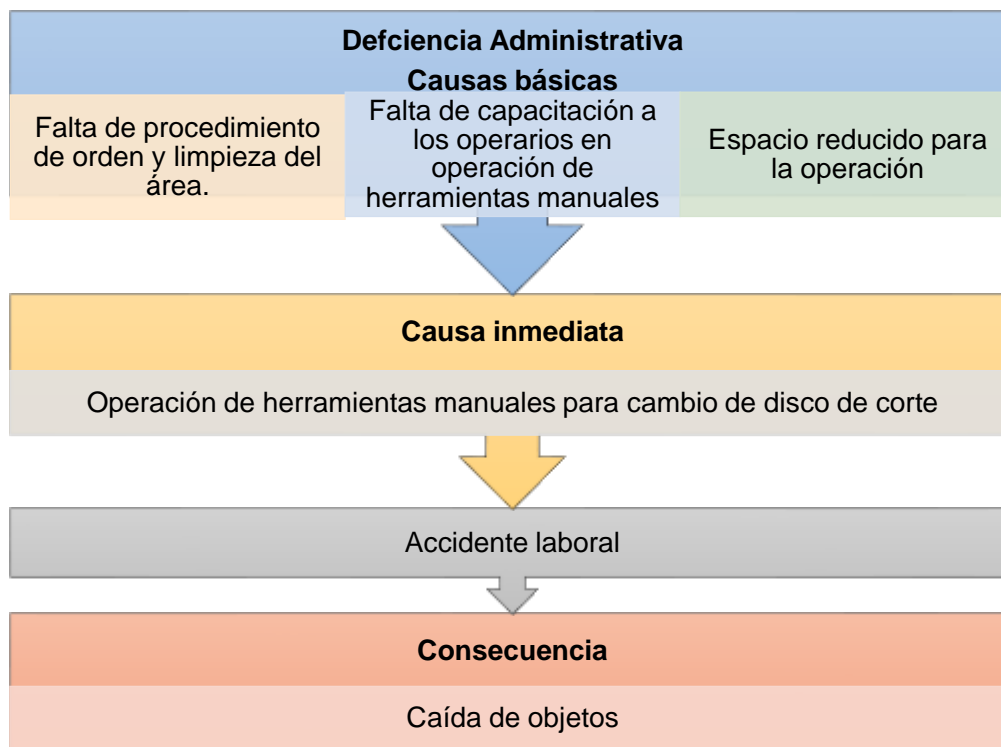 Defciencia Administrativa
Causas básicas
Falta de procedimiento
de orden y limpieza del
área.
Falta de capacitación a
los operarios en
operación de
herramientas manuales
Espacio reducido para
la operación
Causa inmediata
Operación de herramientas manuales para cambio de disco de corte
Accidente laboral
Consecuencia
Caída de objetos